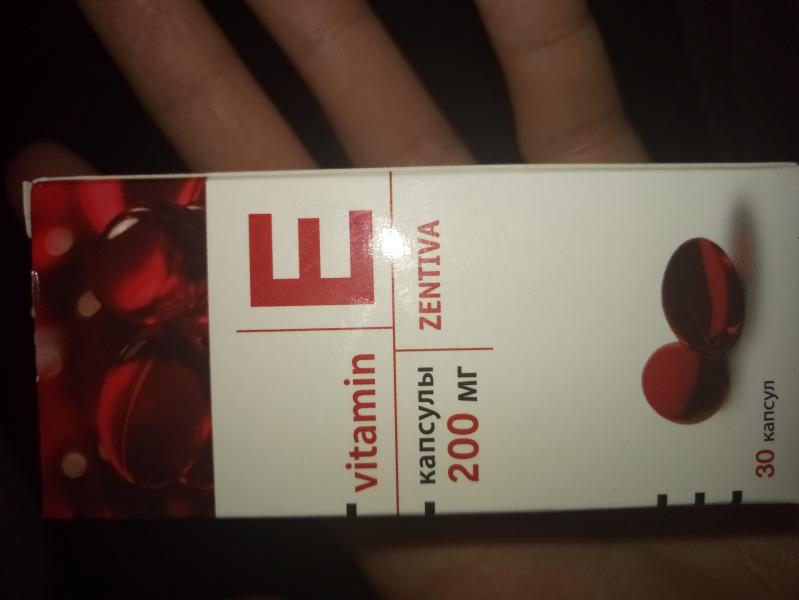 vitamin E
ZENTIVA
капсулы
200 мг
30 капсул